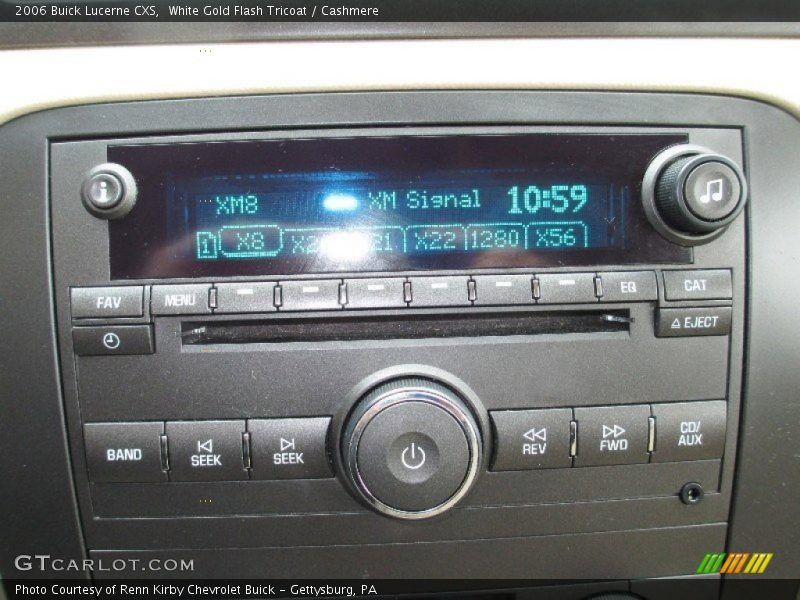 2006 Buick Lucerne CXS, White Gold Flash Tricoat / Cashmere
XM8 XM Signal 10:59
1 X8 X2 21 X22 1280 X56
FAV MENU EQ CAT
EJECT
BAND SEEK SEEK REV FWD CD/
AUX
GTCARLOT.COM
Photo Courtesy of Renn Kirby Chevrolet Buick - Gettysburg, PA